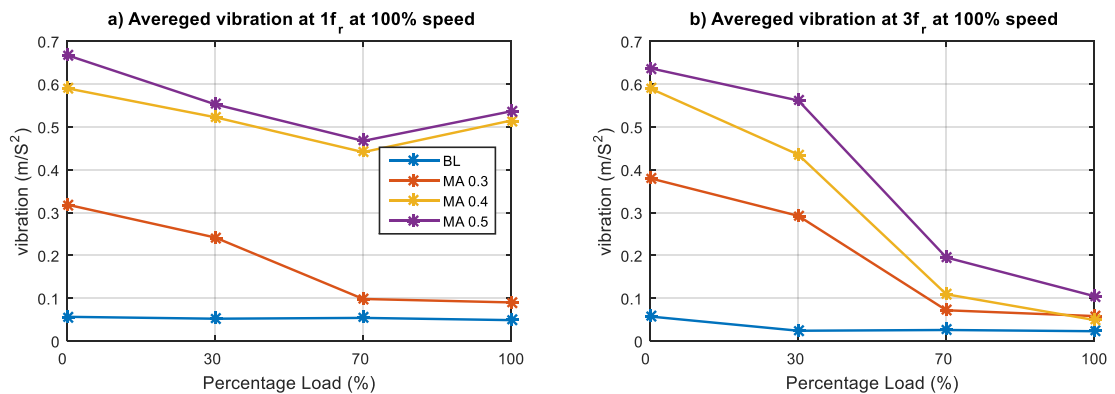 a) Avereged vibration at 1f_r at 100% speed
0.7
0.6
0.5
0.4
0.3
0.2
0.1
0
vibration (m/S²)
BL
MA 0.3
MA 0.4
MA 0.5
0 30 70 100
Percentage Load (%)
b) Avereged vibration at 3f_r at 100% speed
0.7
0.6
0.5
0.4
0.3
0.2
0.1
0
vibration (m/S²)
0 30 70 100
Percentage Load (%)